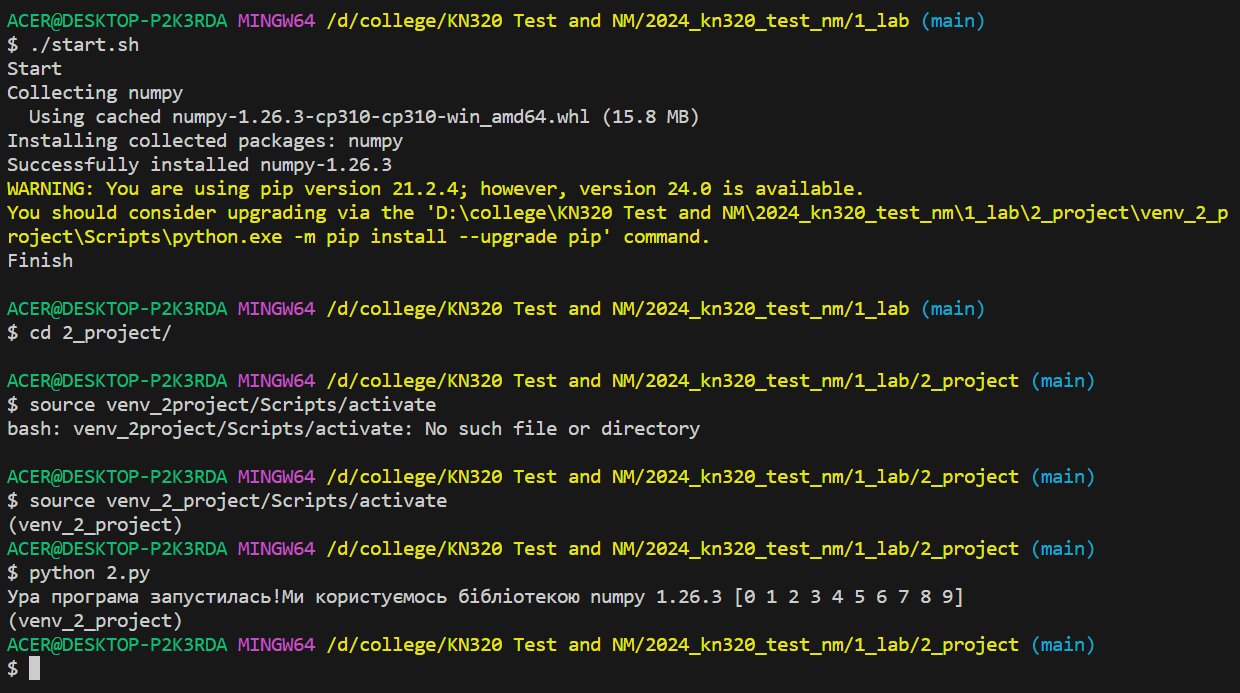 ACER@DESKTOP-P2K3RDA MINGW64 /d/college/KN320 Test and NM/2024_kn320_test_nm/1_lab (main)
$ ./start.sh
Start
Collecting numpy
  Using cached numpy-1.26.3-cp310-cp310-win_amd64.whl (15.8 MB)
Installing collected packages: numpy
Successfully installed numpy-1.26.3
WARNING: You are using pip version 21.2.4; however, version 24.0 is available.
You should consider upgrading via the 'D:\college\KN320 Test and NM\2024_kn320_test_nm\1_lab\2_project\venv_2_p
roject\Scripts\python.exe -m pip install --upgrade pip' command.
Finish

ACER@DESKTOP-P2K3RDA MINGW64 /d/college/KN320 Test and NM/2024_kn320_test_nm/1_lab (main)
$ cd 2_project/

ACER@DESKTOP-P2K3RDA MINGW64 /d/college/KN320 Test and NM/2024_kn320_test_nm/1_lab/2_project (main)
$ source venv_2project/Scripts/activate
bash: venv_2project/Scripts/activate: No such file or directory

ACER@DESKTOP-P2K3RDA MINGW64 /d/college/KN320 Test and NM/2024_kn320_test_nm/1_lab/2_project (main)
$ source venv_2_project/Scripts/activate
(venv_2_project)
ACER@DESKTOP-P2K3RDA MINGW64 /d/college/KN320 Test and NM/2024_kn320_test_nm/1_lab/2_project (main)
$ python 2.py
Ура програма запустилась!Ми користуємось бібліотекою numpy 1.26.3 [0 1 2 3 4 5 6 7 8 9]
(venv_2_project)
ACER@DESKTOP-P2K3RDA MINGW64 /d/college/KN320 Test and NM/2024_kn320_test_nm/1_lab/2_project (main)
$